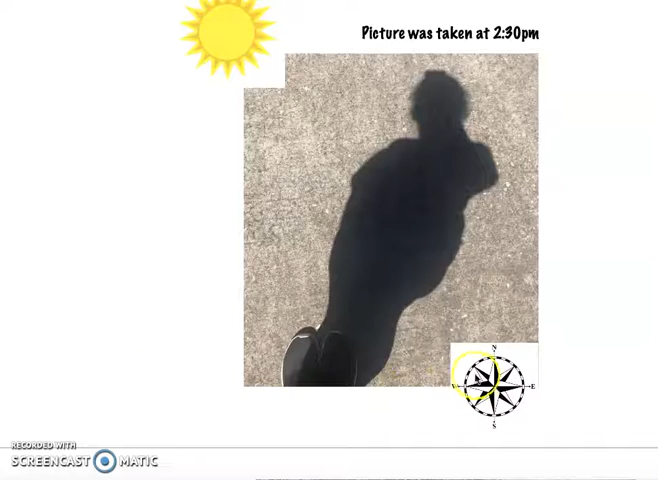 Picture was taken at 2:30pm
N
W E
S
RECORDED WITH
SCREENCAST MATIC